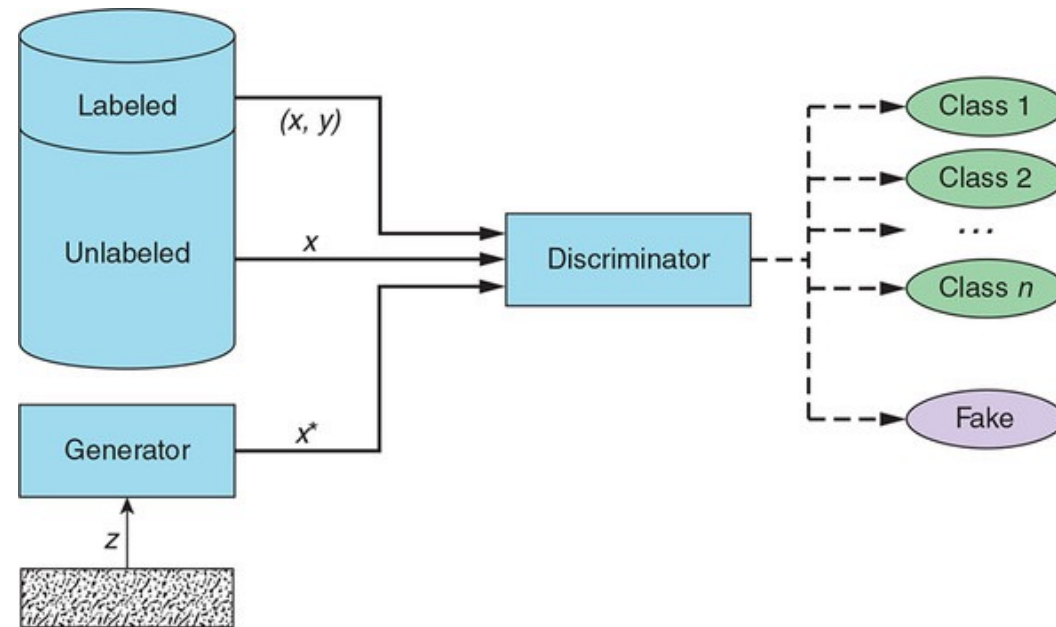 Labeled
(x, y)
Unlabeled
x
Generator
x*
z
Discriminator
Class 1
Class 2
...
Class n
Fake